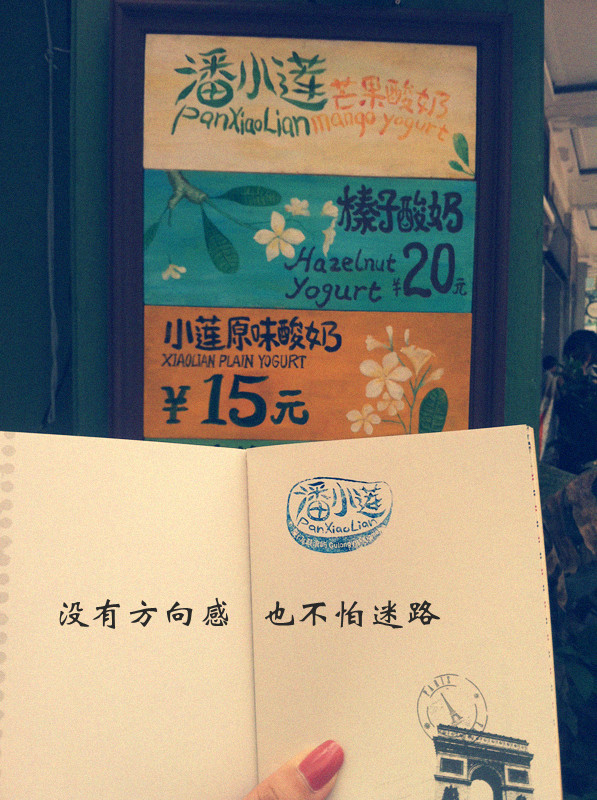 潘小莲
芒果酸奶
panXiaoLian
mango yogurt
榛子酸奶
Hazelnut
Yogurt
¥20元
小莲原味酸奶
XIAOLIAN PLAIN YOGURT
¥15元
潘小莲
panXiaoLian
没有方向感 也不怕迷路
PARIS